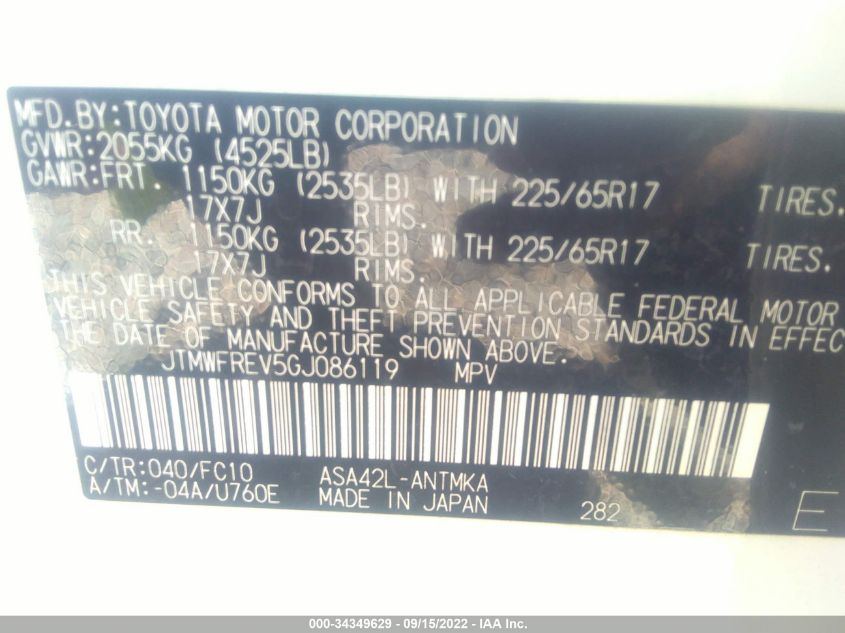 MFD.BY:TOYOTA MOTOR CORPORATION
GVWR:2055KG (4525LB)
GAWR:FRT. 1150KG (2535LB) WITH 225/65R17 TIRES.
17X7J RIMS.
RR. 1150KG (2535LB) WITH 225/65R17 TIRES.
17X7J RIMS.
THIS VEHICLE CONFORMS TO ALL APPLICABLE FEDERAL MOTOR
VEHICLE SAFETY AND THEFT PREVENTION STANDARDS IN EFFEC
THE DATE OF MANUFACTURE SHOWN ABOVE.
JTMWFREV5GJ086119 MPV
C/TR:040/FC10 ASA42L-ANTMKA
A/TM:-04A/U760E MADE IN JAPAN 282 E
000-34349629 - 09/15/2022 - IAA Inc.